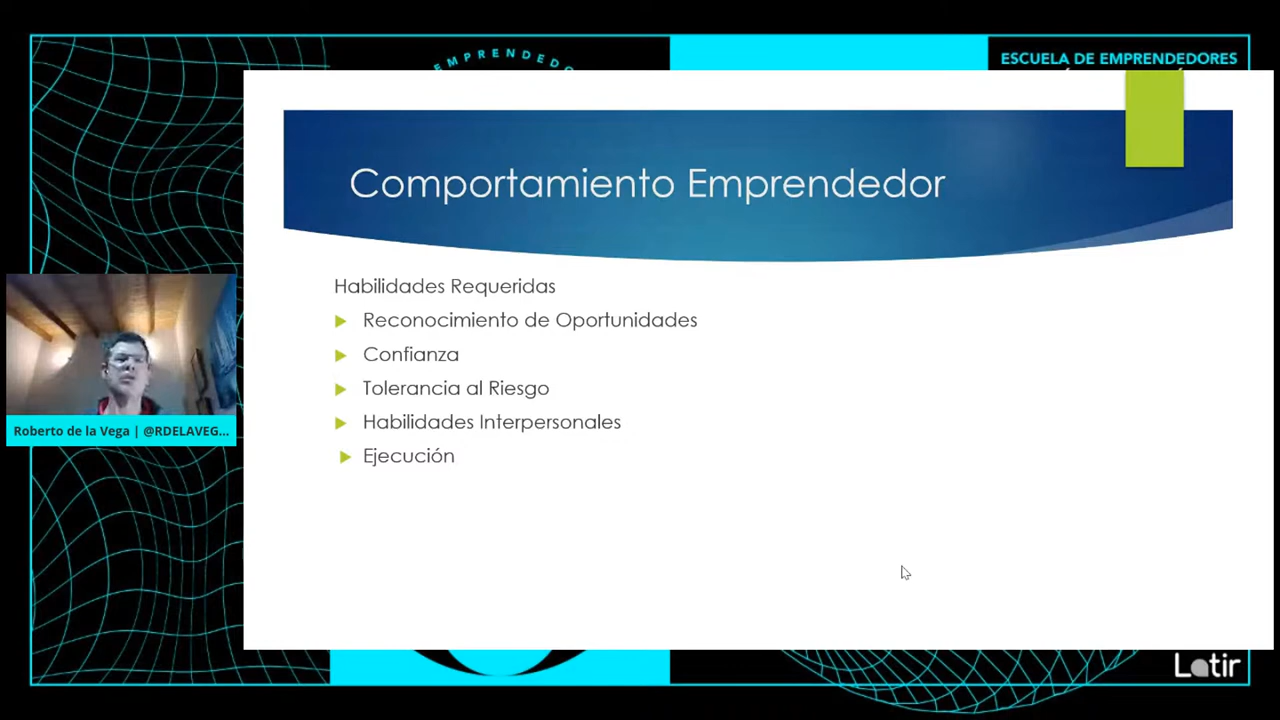 EMPRENDEDO
ESCUELA DE EMPRENDEDORES
Comportamiento Emprendedor
Habilidades Requeridas
Reconocimiento de Oportunidades
Confianza
Tolerancia al Riesgo
Habilidades Interpersonales
Ejecución
Roberto de la Vega | @RDELAVEG...
Latir